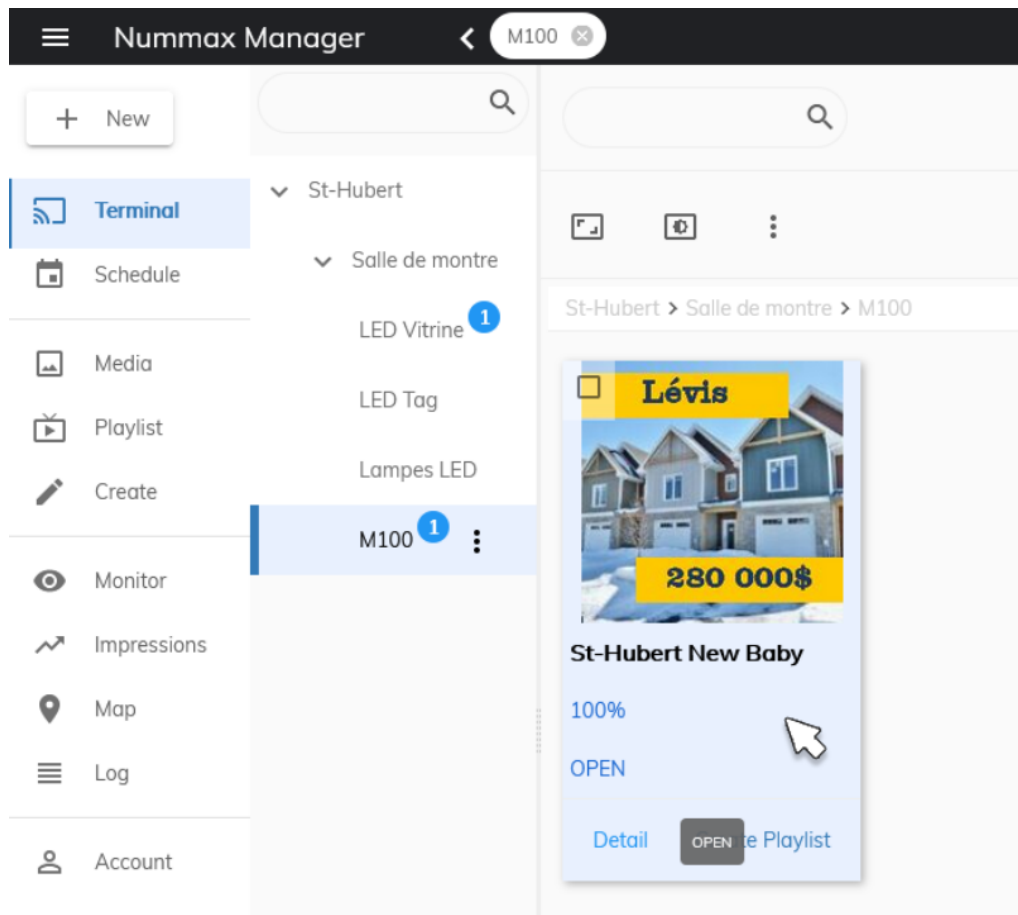 Nummax Manager
M100
New
Terminal
Schedule
Media
Playlist
Create
Monitor
Impressions
Map
Log
Account
St-Hubert
Salle de montre
LED Vitrine 1
LED Tag
Lampes LED
M100 1
St-Hubert > Salle de montre > M100
Lévis
280 000$
St-Hubert New Baby
100%
OPEN
Detail
OPEN
Playlist